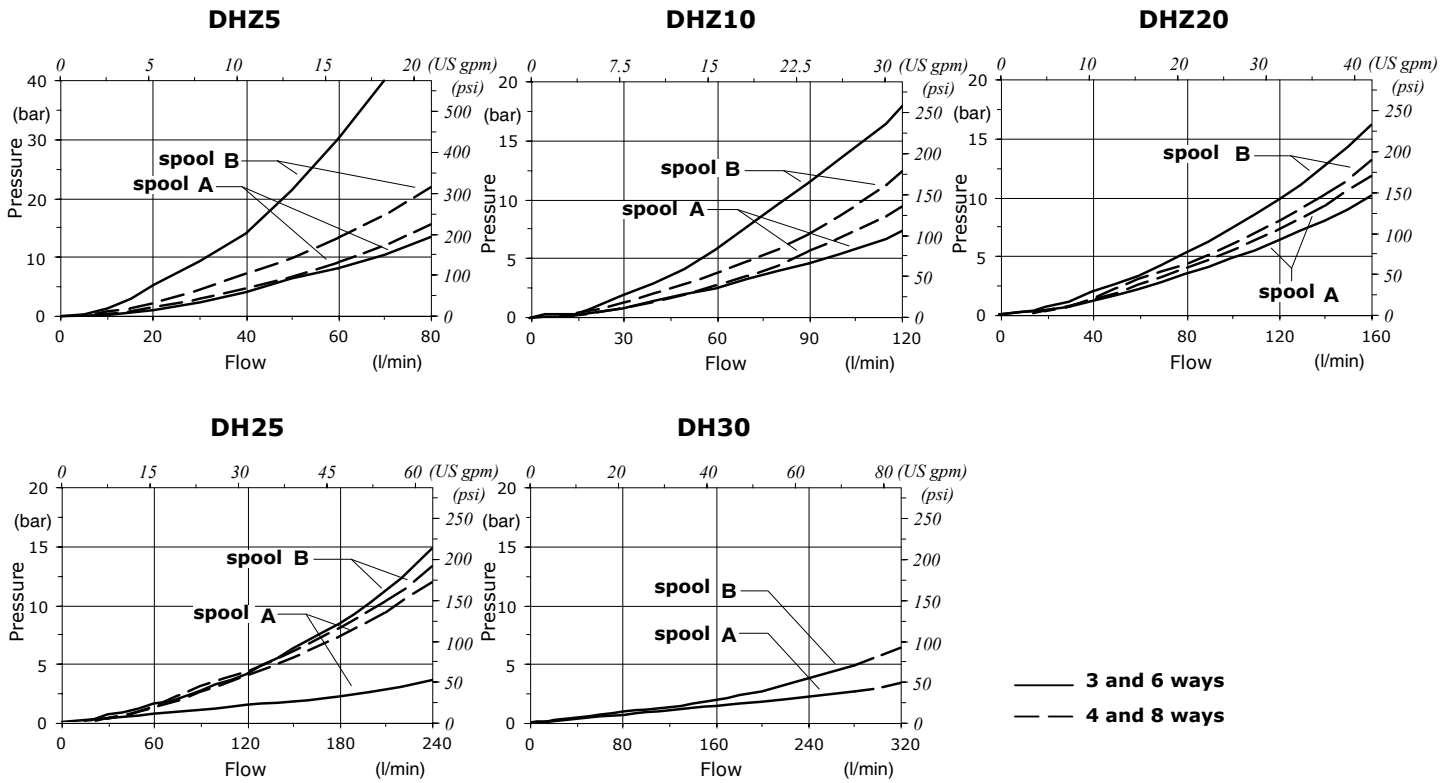 DHZ5
0 5 10 15 20 (US gpm)
(psi)
40
30
20
10
0
(bar)
Pressure
500
400
300
200
100
0
spool B
spool A
0 20 40 60 80
Flow (l/min)
DHZ10
0 7.5 15 22.5 30 (US gpm)
(psi)
20
15
10
5
0
(bar)
Pressure
250
200
150
100
50
0
spool B
spool A
0 30 60 90 120
Flow (l/min)
DHZ20
0 10 20 30 40 (US gpm)
(psi)
20
15
10
5
0
(bar)
Pressure
250
200
150
100
50
0
spool B
spool A
0 40 80 120 160
Flow (l/min)
DH25
0 15 30 45 60 (US gpm)
(psi)
20
15
10
5
0
(bar)
Pressure
250
200
150
100
50
0
spool B
spool A
0 60 120 180 240
Flow (l/min)
DH30
0 20 40 60 80 (US gpm)
(psi)
20
15
10
5
0
(bar)
Pressure
250
200
150
100
50
0
spool B
spool A
0 80 160 240 320
Flow (l/min)
3 and 6 ways
4 and 8 ways